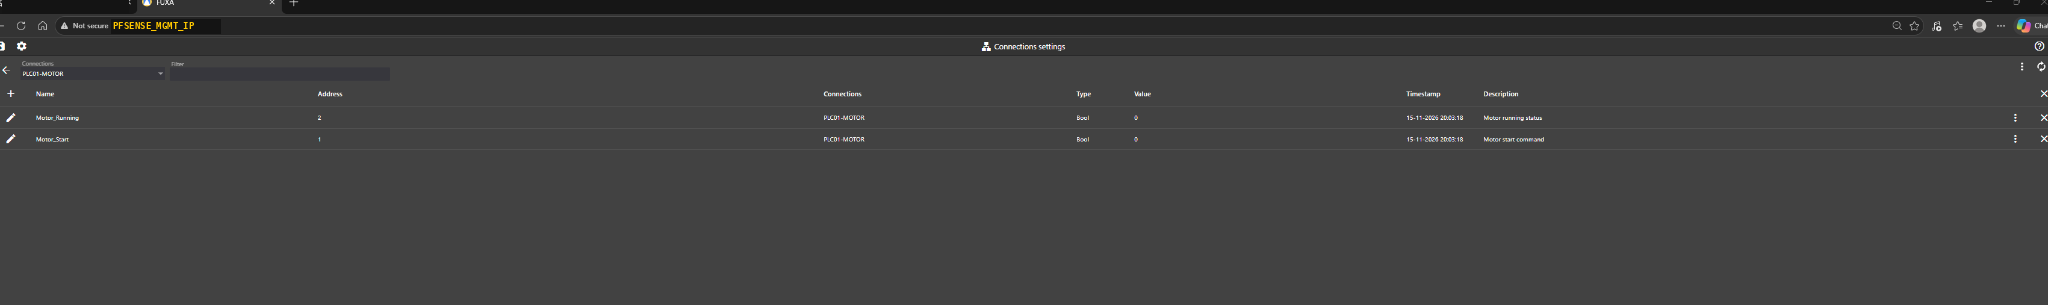 FUXA
Not secure PFSENSE_MGMT_IP
Chat
Connections settings
Connections
Filter
PLC01-MOTOR
Name Address Connections Type Value Timestamp Description
Motor_Running 2 PLC01-MOTOR Bool 0 15-11-2026 20:03:18 Motor running status
Motor_Start 1 PLC01-MOTOR Bool 0 15-11-2026 20:03:18 Motor start command